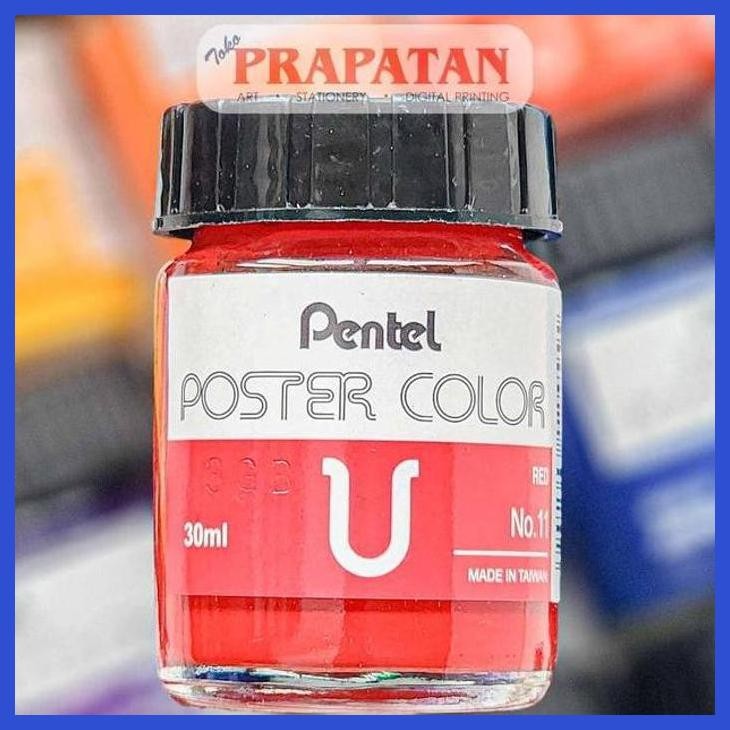 Toko
PRAPATAN
ART • STATIONERY • DIGITAL PRINTING
Pentel
POSTER COLOR
RED
30ml
No.11
MADE IN TAIWAN